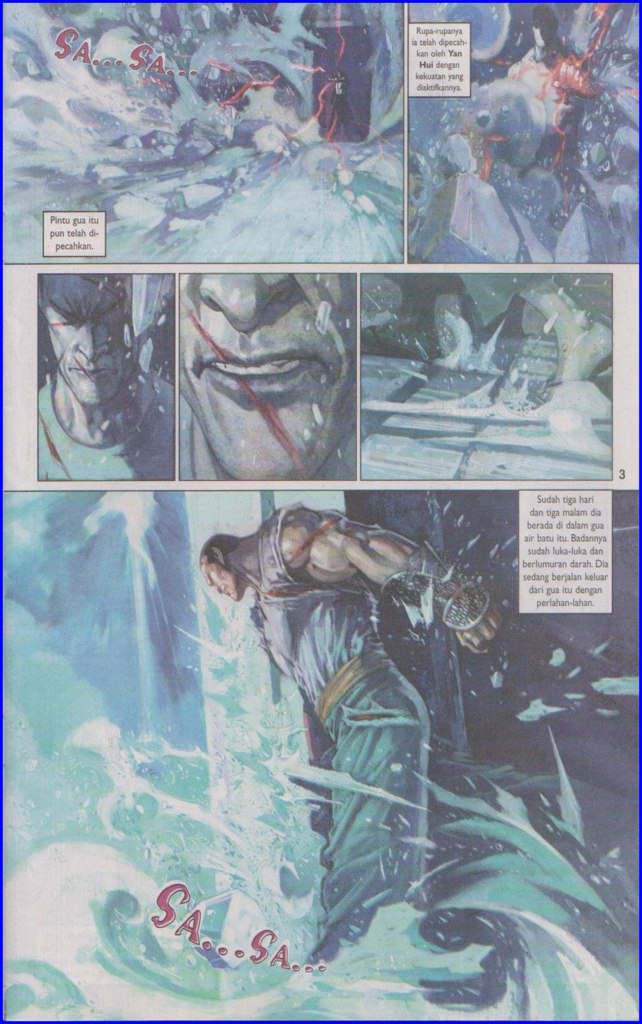 SA... SA...
Pintu gua itu
pun telah di-
pecahkan.
Rupa-rupanya
ia telah dipecah-
kan oleh Yan
Hui dengan
kekuatan yang
diaktifkannya.
3
Sudah tiga hari
dan tiga malam dia
berada di dalam gua
air batu itu. Badannya
sudah luka-luka dan
berlumuran darah. Dia
sedang berjalan keluar
dari gua itu dengan
perlahan-lahan.
SA... SA...